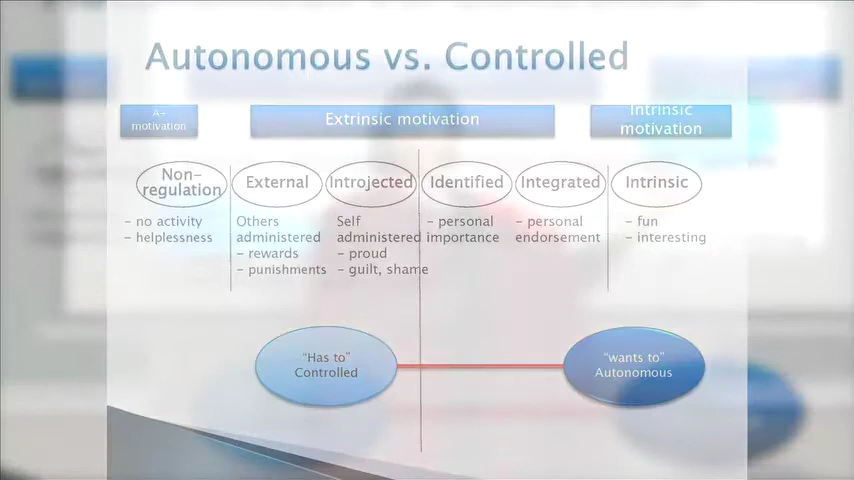 Autonomous vs. Controlled
A-
motivation
Extrinsic motivation
Intrinsic
motivation
Non-
regulation
External
Introjected
Identified
Integrated
Intrinsic
- no activity
- helplessness
Others
administered
- rewards
- punishments
Self
administered
- proud
- guilt, shame
- personal
importance
- personal
endorsement
- fun
- interesting
"Has to"
Controlled
"wants to"
Autonomous